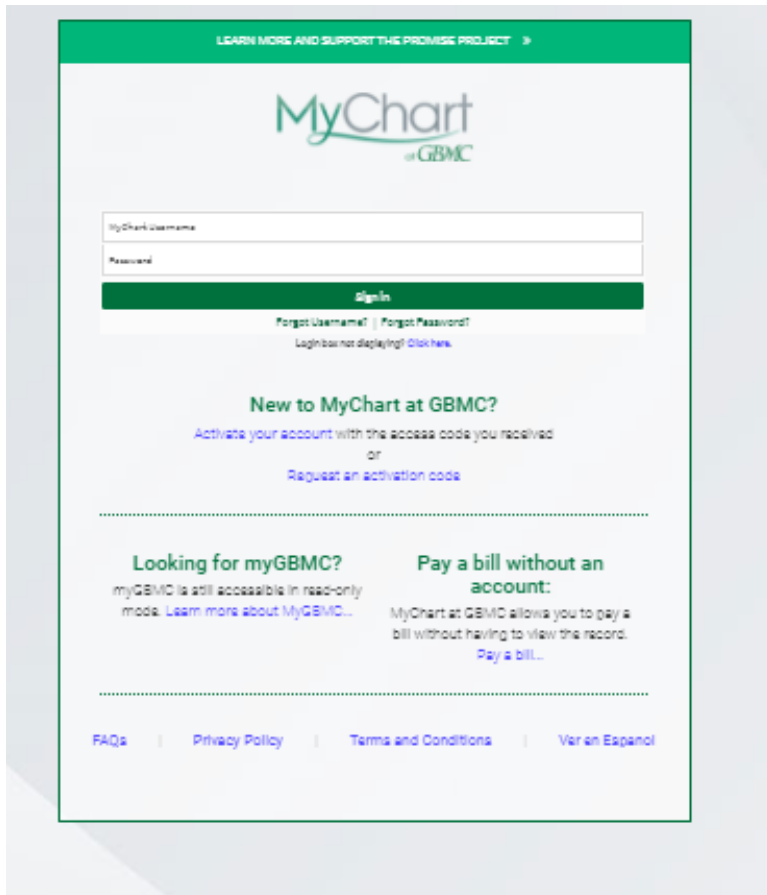 LEARN MORE AND SUPPORT THE PROMISE PROJECT »
MyChart
at GBMC
MyChart Username
Password
Sign In
Forgot Username? | Forgot Password?
Login box not displaying? Click here.
New to MyChart at GBMC?
Activate your account with the access code you received
or
Request an activation code
Looking for myGBMC?
myGBMC is still accessible in read-only
mode. Learn more about MyGBMC...
Pay a bill without an
account:
MyChart at GBMC allows you to pay a
bill without having to view the record.
Pay a bill...
FAQs | Privacy Policy | Terms and Conditions | Ver en Espanol